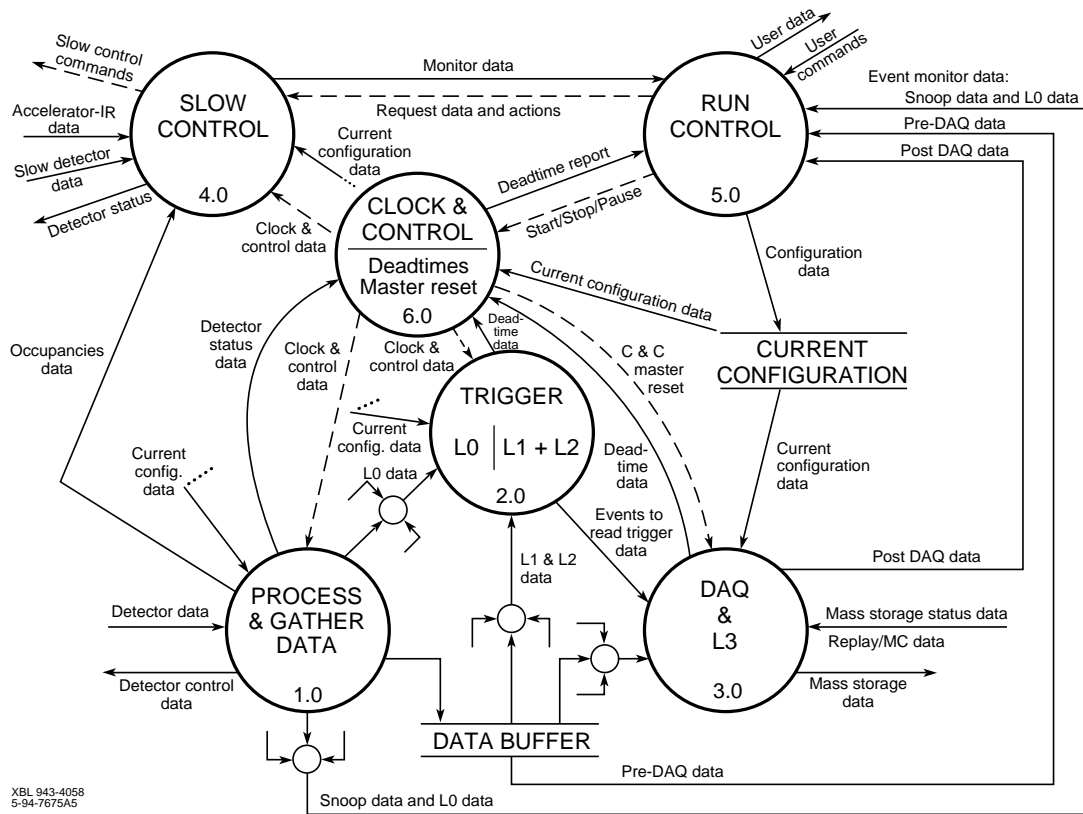 Slow control
commands
SLOW
CONTROL
4.0
Accelerator-IR
data
Slow detector
data
Detector status
Monitor data
Request data and actions
User data
User
commands
RUN
CONTROL
5.0
Event monitor data:
Snoop data and L0 data
Pre-DAQ data
Post DAQ data
Current
configuration
data
Clock &
control data
CLOCK &
CONTROL
Deadtimes
Master reset
6.0
Deadtime report
Start/Stop/Pause
Configuration
data
Current configuration data
CURRENT
CONFIGURATION
Occupancies
data
Detector
status
data
Clock &
control
data
Clock &
control data
Dead-
time
data
C & C
master
reset
TRIGGER
L0 | L1 + L2
2.0
Current
config. data
Current
config.
data
L0 data
Dead-
time
data
Current
configuration
data
Events to
read trigger
data
L1 & L2
data
Post DAQ data
PROCESS
& GATHER
DATA
1.0
Detector data
Detector control
data
DAQ
&
L3
3.0
Mass storage status data
Replay/MC data
Mass storage
data
DATA BUFFER
Pre-DAQ data
Snoop data and L0 data
XBL 943-4058
5-94-7675A5